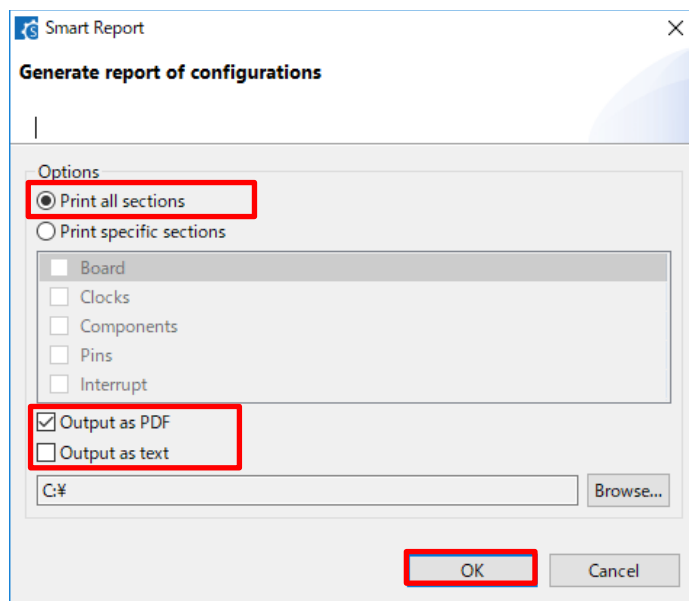 Smart Report
Generate report of configurations
Options
Print all sections
Print specific sections
Board
Clocks
Components
Pins
Interrupt
Output as PDF
Output as text
C:¥
Browse...
OK
Cancel